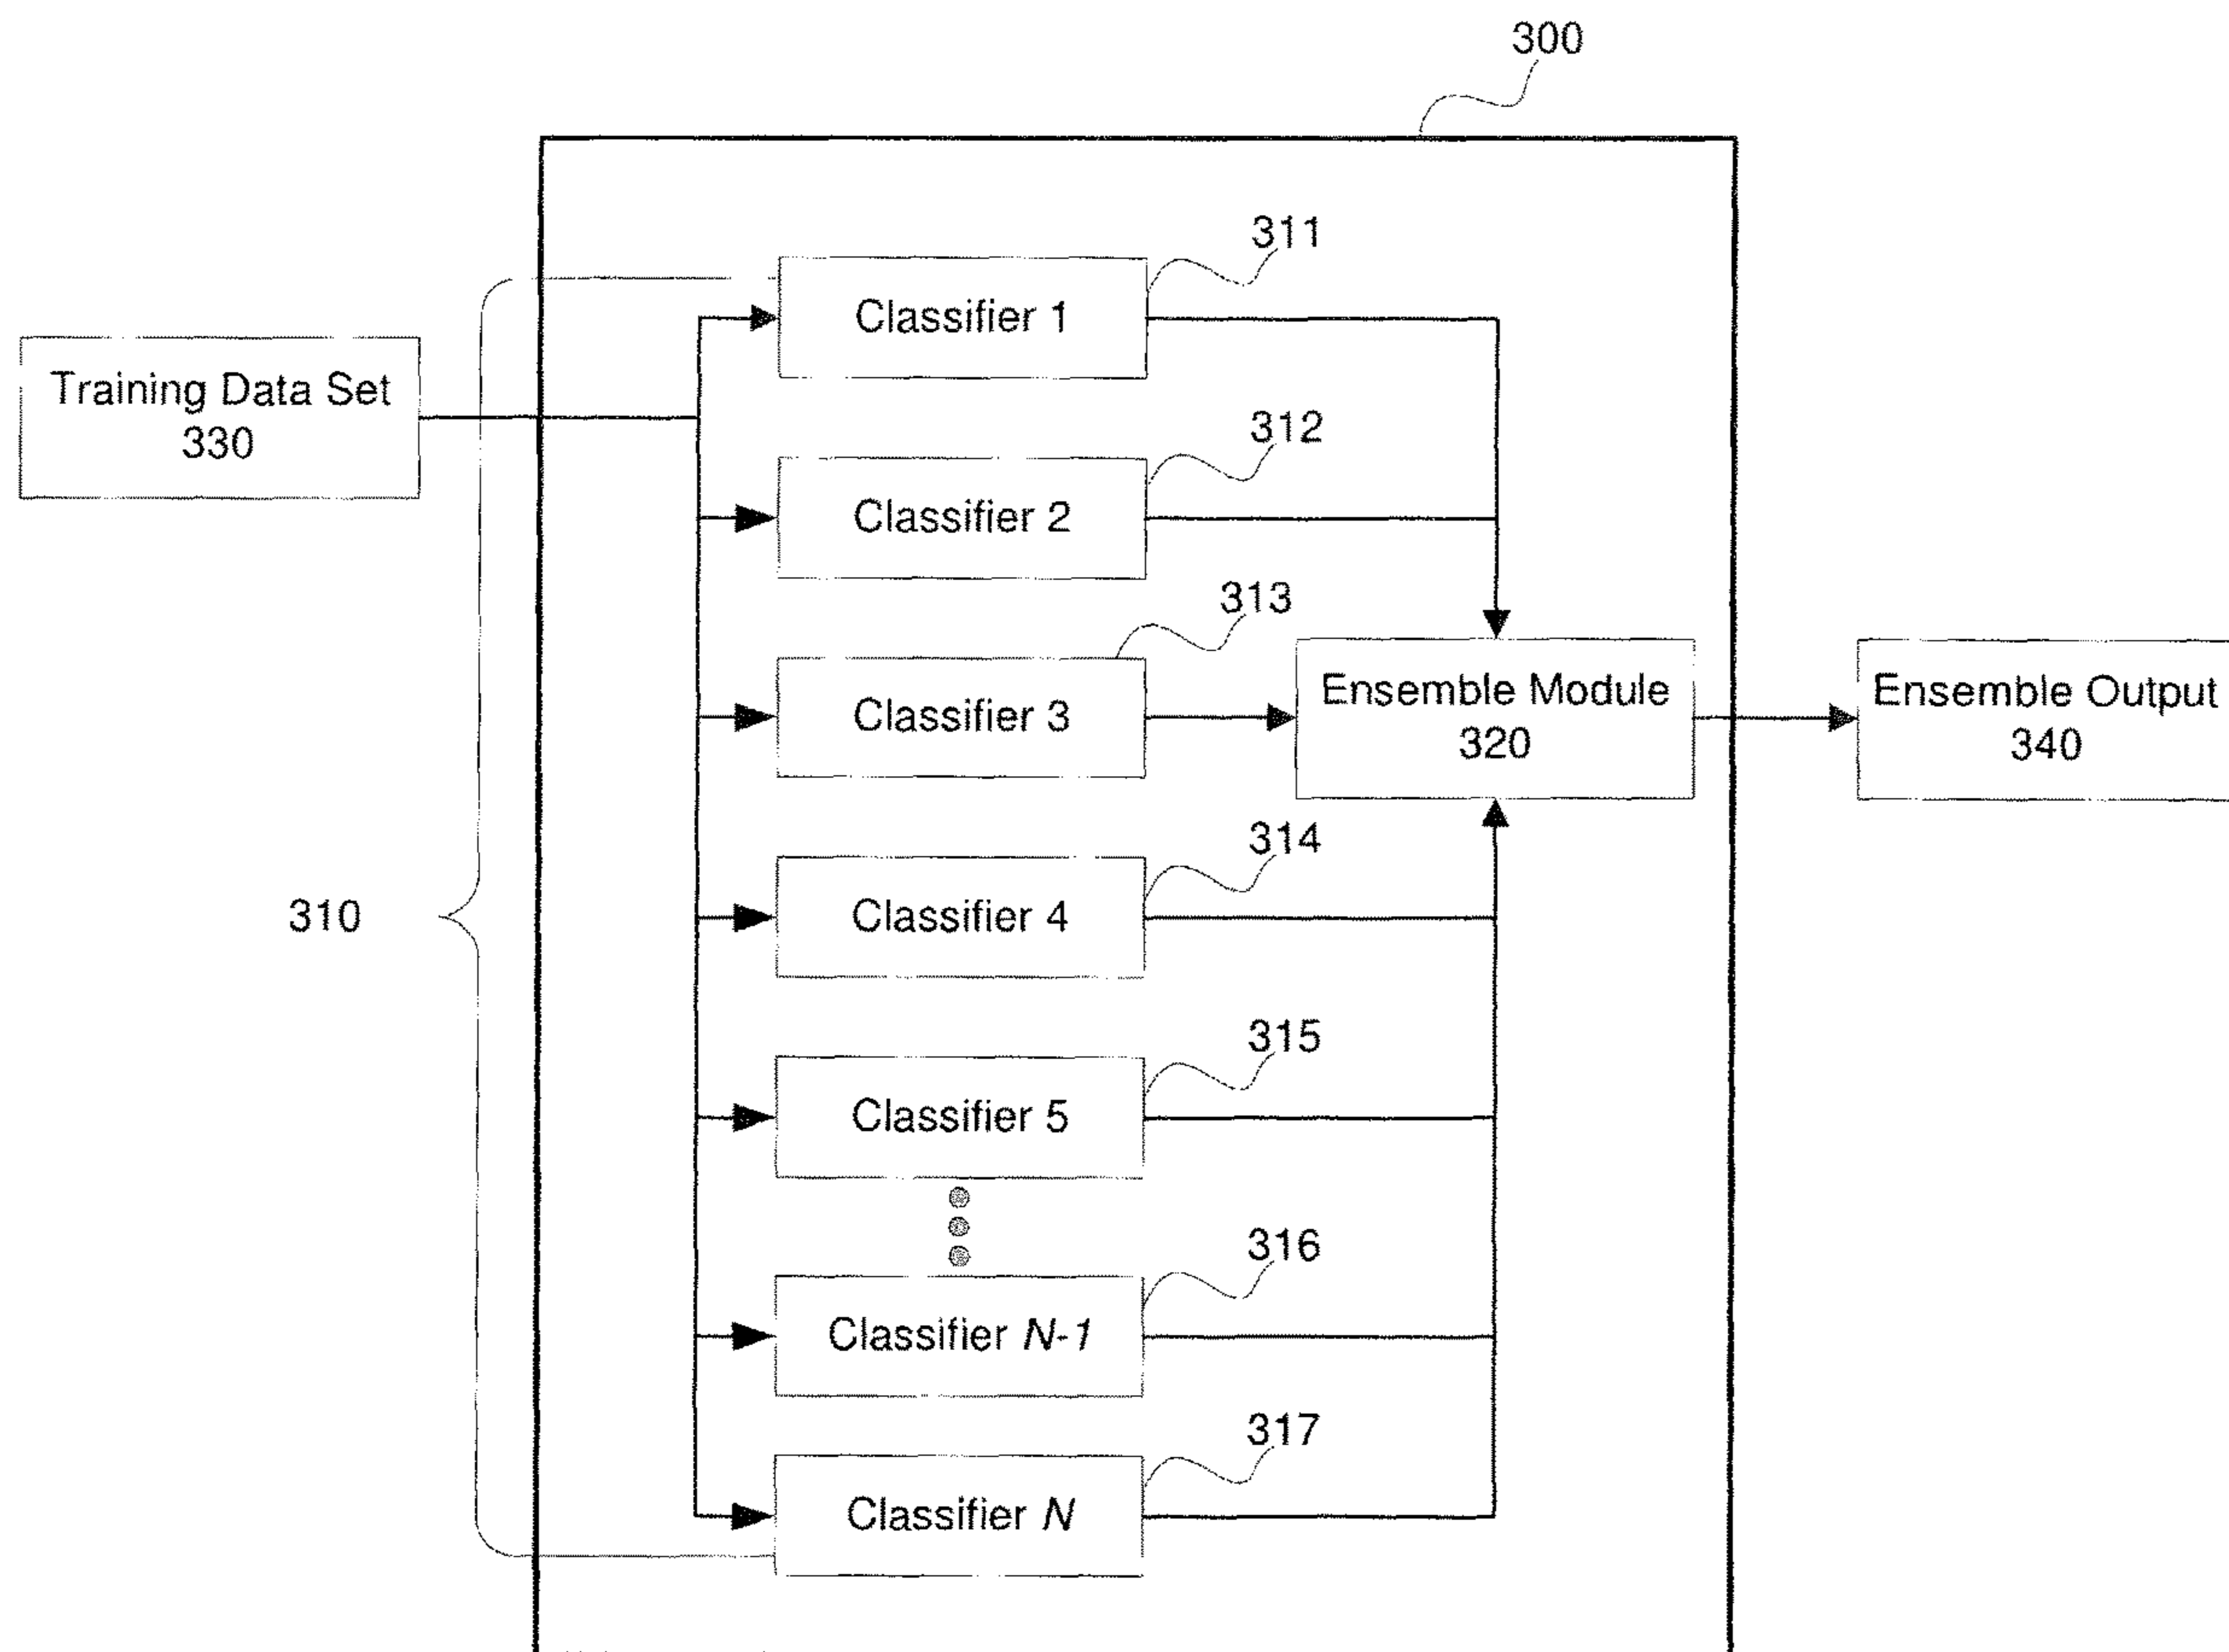 300
311
Classifier 1
Training Data Set
330
312
Classifier 2
313
Classifier 3
Ensemble Module
320
Ensemble Output
340
314
Classifier 4
310
315
Classifier 5
316
Classifier N-1
317
Classifier N